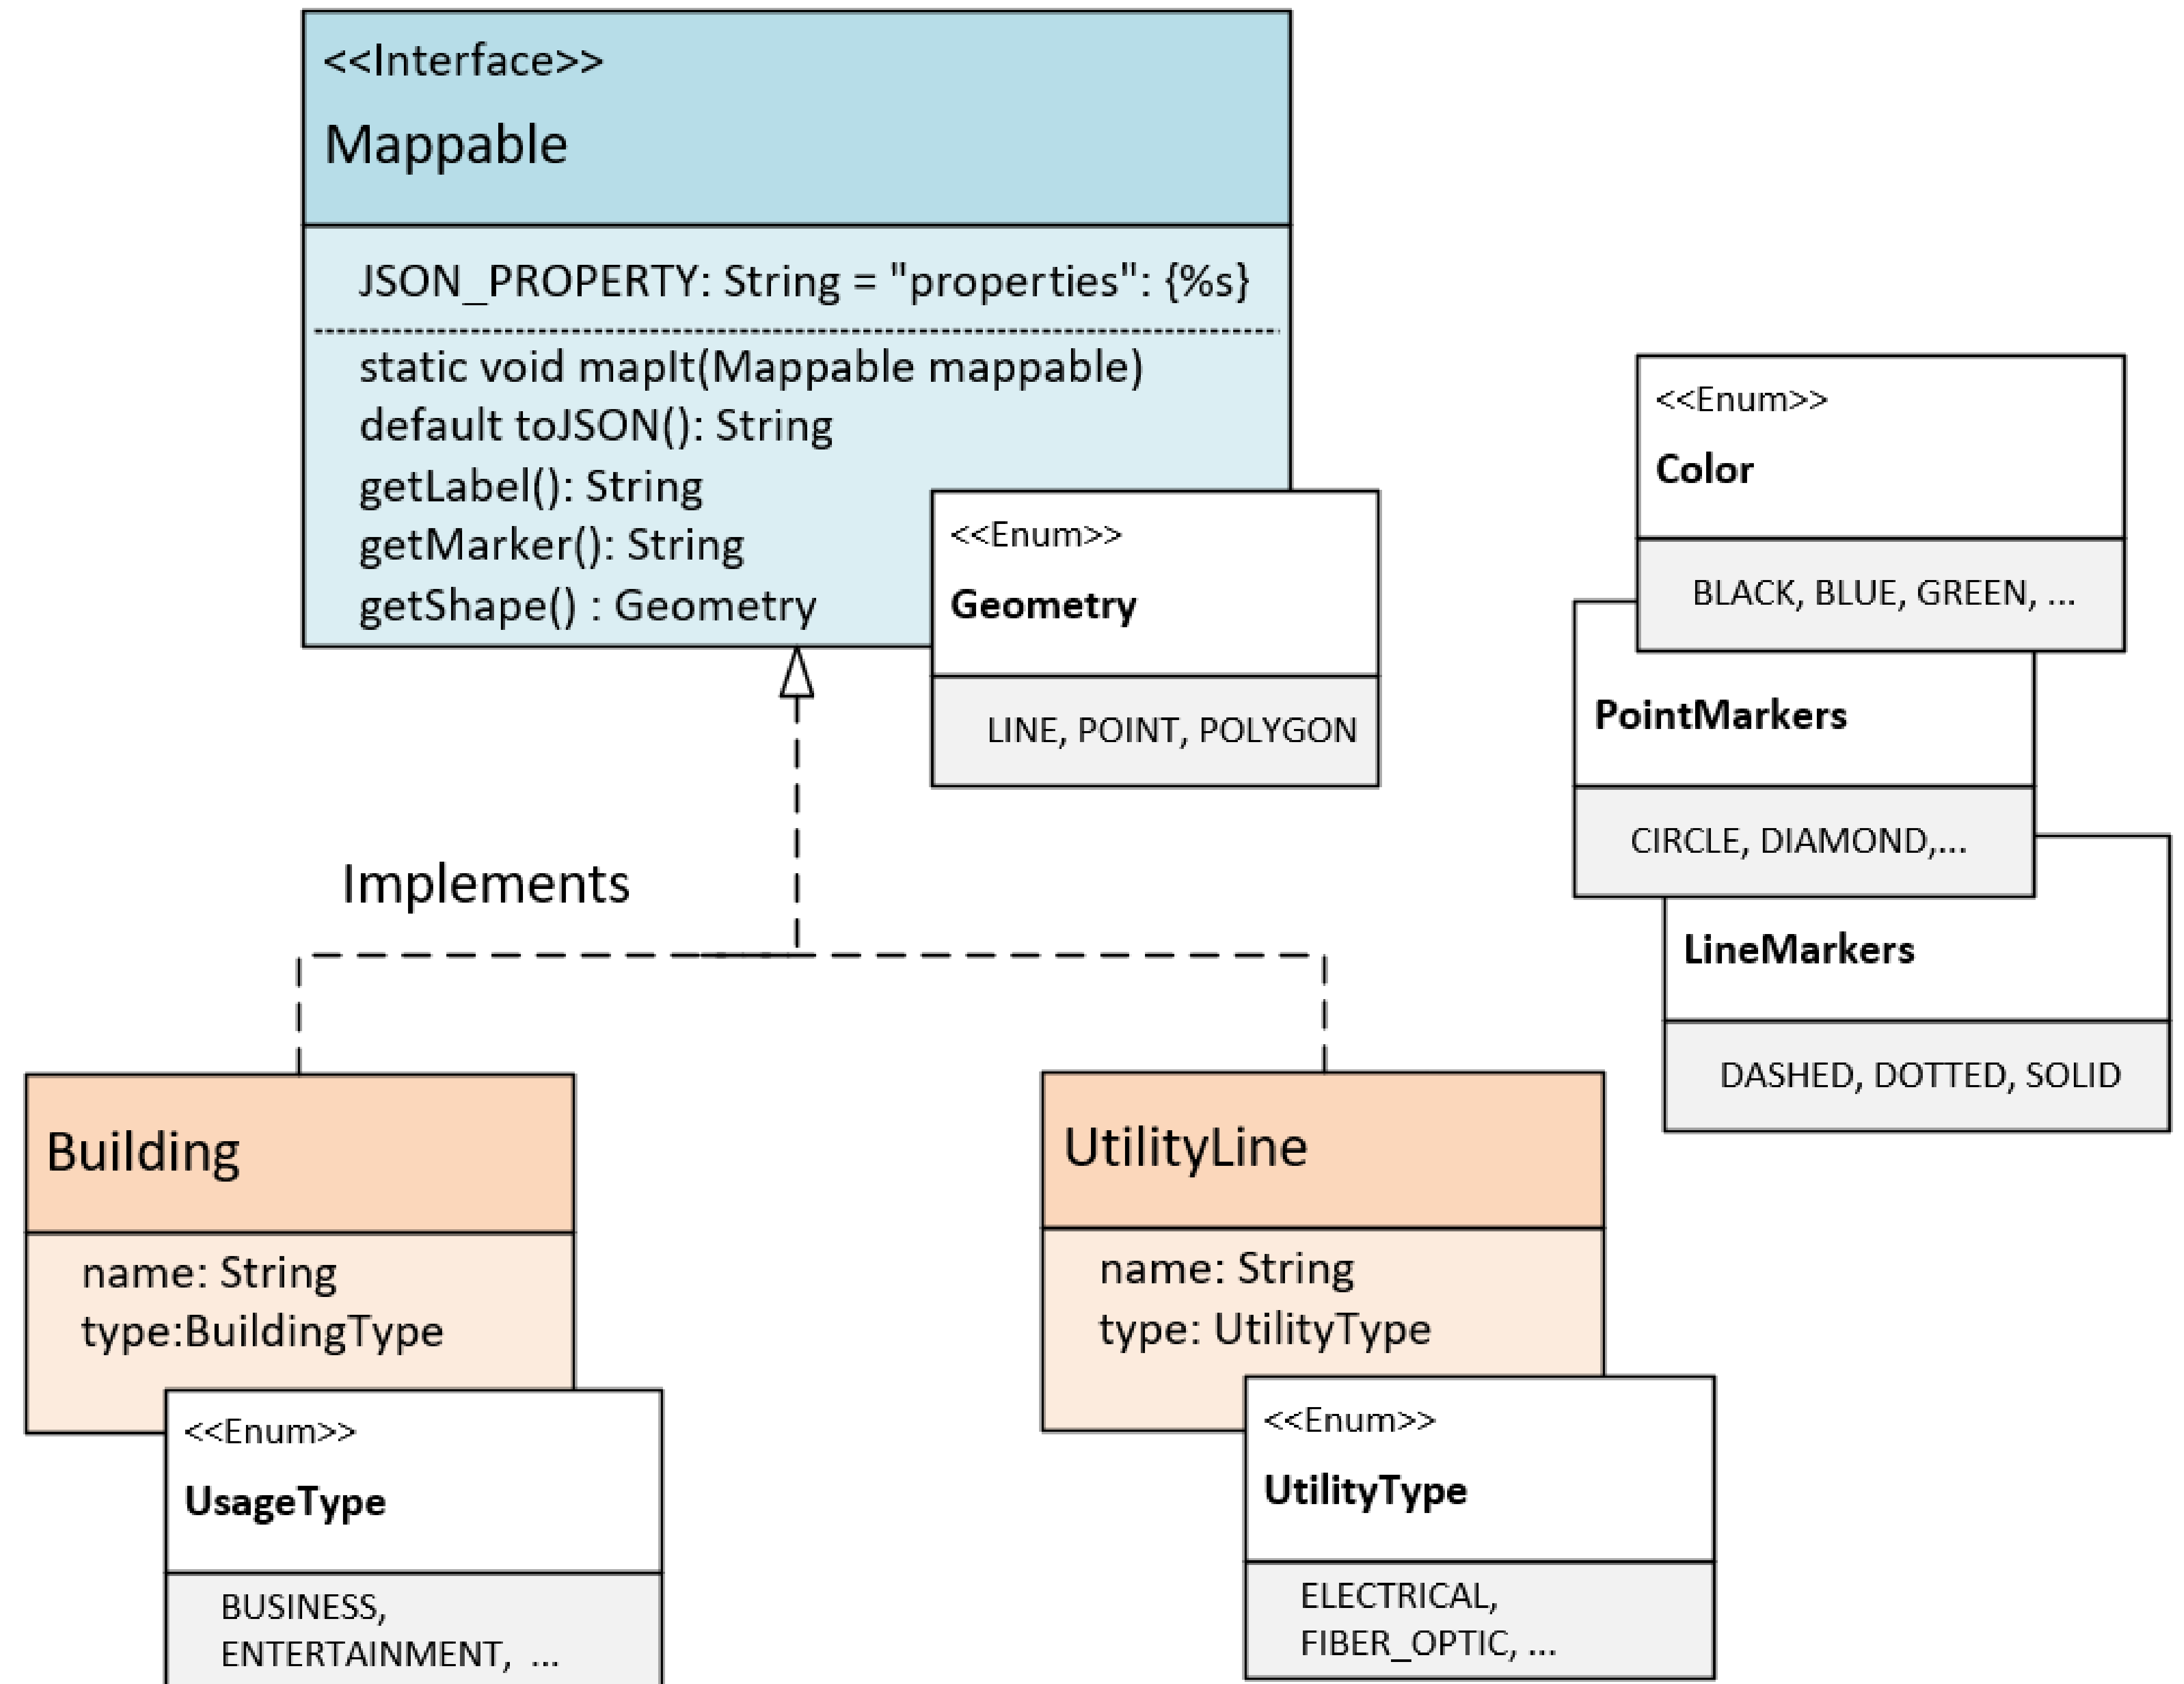 <<Interface>>
Mappable
JSON_PROPERTY: String = "properties": {%s}
static void mapIt(Mappable mappable)
default toJSON(): String
getLabel(): String
getMarker(): String
getShape() : Geometry
<<Enum>>
Geometry
LINE, POINT, POLYGON
<<Enum>>
Color
BLACK, BLUE, GREEN, ...
PointMarkers
CIRCLE, DIAMOND,...
LineMarkers
DASHED, DOTTED, SOLID
Implements
Building
name: String
type:BuildingType
<<Enum>>
UsageType
BUSINESS,
ENTERTAINMENT, ...
UtilityLine
name: String
type: UtilityType
<<Enum>>
UtilityType
ELECTRICAL,
FIBER_OPTIC, ...